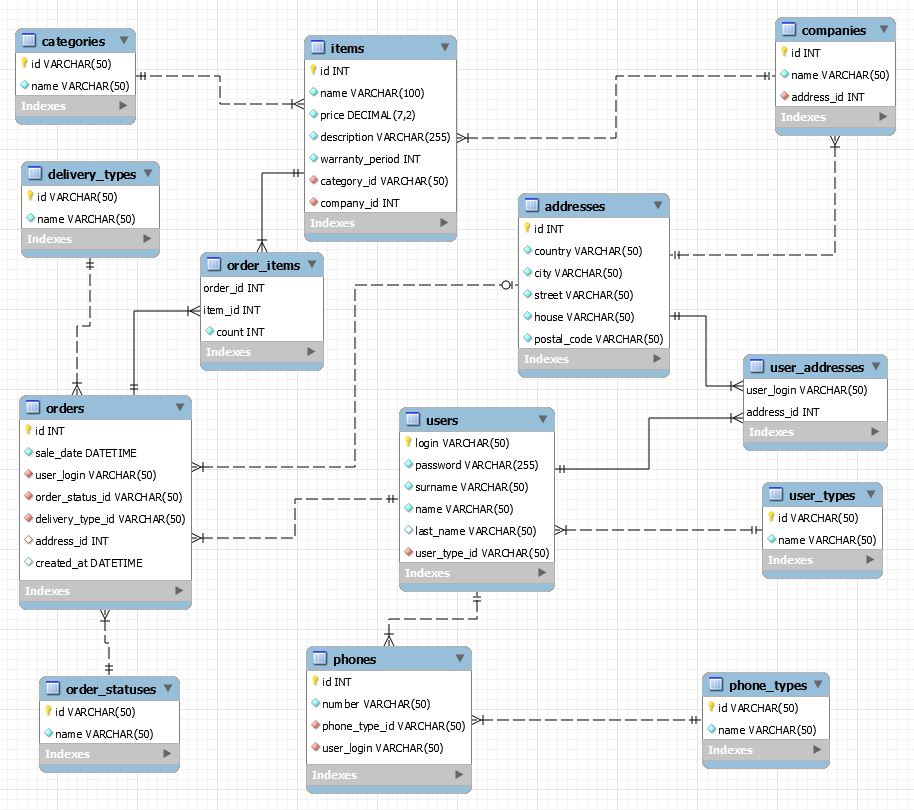 categories
id VARCHAR(50)
name VARCHAR(50)
Indexes
items
id INT
name VARCHAR(100)
price DECIMAL(7,2)
description VARCHAR(255)
warranty_period INT
category_id VARCHAR(50)
company_id INT
Indexes
companies
id INT
name VARCHAR(50)
address_id INT
Indexes
delivery_types
id VARCHAR(50)
name VARCHAR(50)
Indexes
addresses
id INT
country VARCHAR(50)
city VARCHAR(50)
street VARCHAR(50)
house VARCHAR(50)
postal_code VARCHAR(50)
Indexes
order_items
order_id INT
item_id INT
count INT
Indexes
user_addresses
user_login VARCHAR(50)
address_id INT
Indexes
orders
id INT
sale_date DATETIME
user_login VARCHAR(50)
order_status_id VARCHAR(50)
delivery_type_id VARCHAR(50)
address_id INT
created_at DATETIME
Indexes
users
login VARCHAR(50)
password VARCHAR(255)
surname VARCHAR(50)
name VARCHAR(50)
last_name VARCHAR(50)
user_type_id VARCHAR(50)
Indexes
user_types
id VARCHAR(50)
name VARCHAR(50)
Indexes
order_statuses
id VARCHAR(50)
name VARCHAR(50)
Indexes
phones
id INT
number VARCHAR(50)
phone_type_id VARCHAR(50)
user_login VARCHAR(50)
Indexes
phone_types
id VARCHAR(50)
name VARCHAR(50)
Indexes